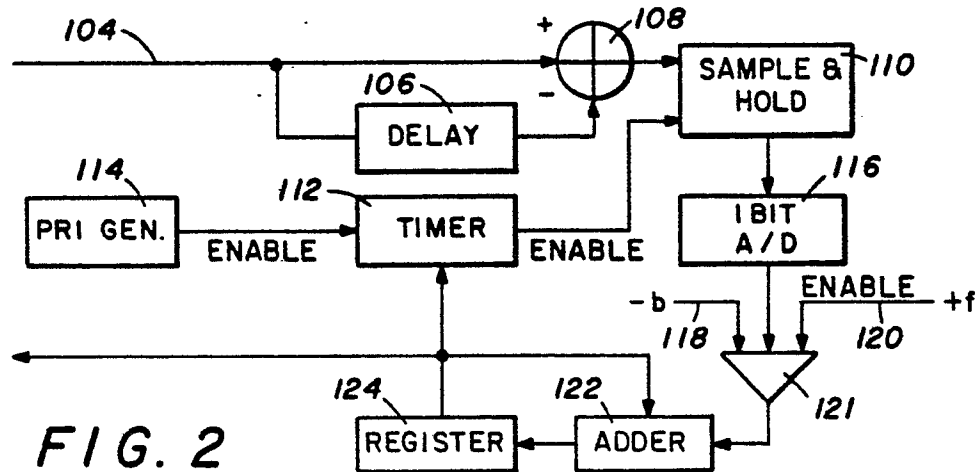 104
+
108
-
SAMPLE &
HOLD
110
106
DELAY
114
PRI GEN.
ENABLE
112
TIMER
ENABLE
116
1 BIT
A/D
-b
118
ENABLE
120
+f
121
124
REGISTER
122
ADDER
FIG. 2